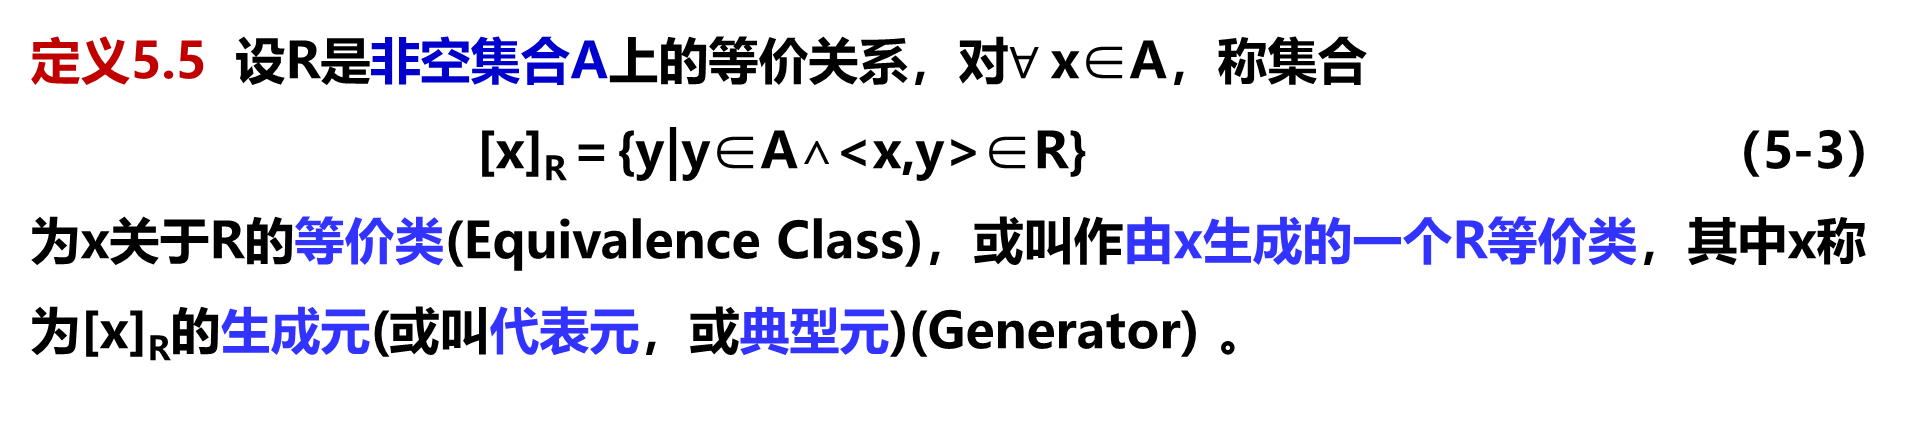 定义5.5 设R是非空集合A上的等价关系，对∀ x∈A，称集合
[x]R = {y|y∈A∧<x,y>∈R} (5-3)
为x关于R的等价类(Equivalence Class)，或叫作由x生成的一个R等价类，其中x称
为[x]R的生成元(或叫代表元，或典型元)(Generator) 。